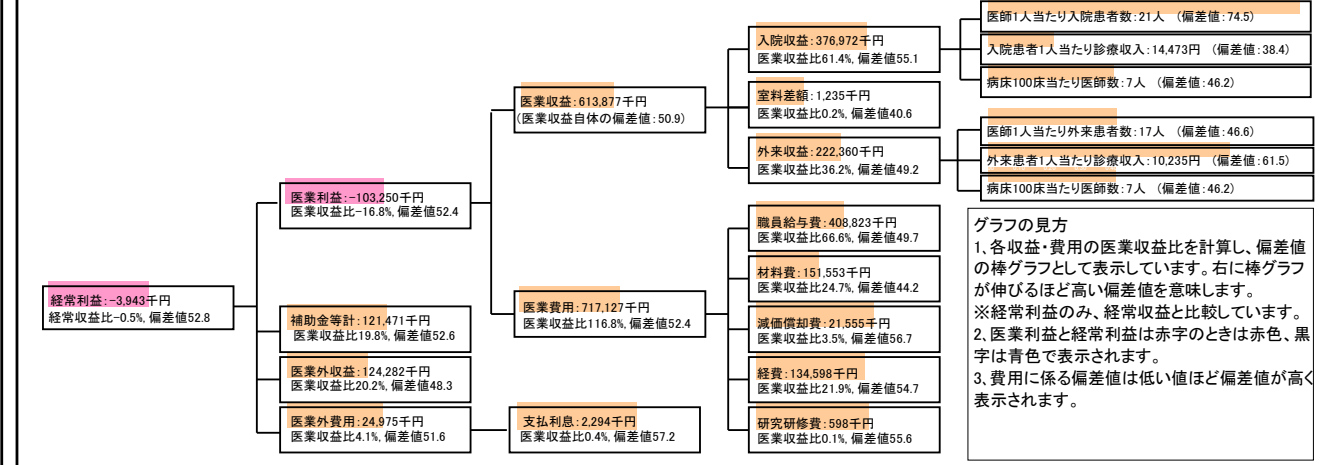 経常利益:-3,943千円
経常収支比-0.5%, 偏差値52.8
医業利益:-103,250千円
医業収益比-16.8%, 偏差値52.4
補助金等計:121,471千円
医業収益比19.8%, 偏差値52.6
医業外収益:124,282千円
医業収益比20.2%, 偏差値48.3
医業外費用:24,975千円
医業収益比4.1%, 偏差値51.6
医業収益:613,877千円
(医業収益自体の偏差値:50.9)
医業費用:717,127千円
医業収益比116.8%, 偏差値52.4
支払利息:2,294千円
医業収益比0.4%, 偏差値57.2
入院収益:376,972千円
医業収益比61.4%, 偏差値55.1
室料差額:1,235千円
医業収益比0.2%, 偏差値40.6
外来収益:222,360千円
医業収益比36.2%, 偏差値49.2
職員給与費:408,823千円
医業収益比66.6%, 偏差値49.7
材料費:151,553千円
医業収益比24.7%, 偏差値44.2
減価償却費:21,555千円
医業収益比3.5%, 偏差値56.7
経費:134,598千円
医業収益比21.9%, 偏差値54.7
研究研修費:598千円
医業収益比0.1%, 偏差値55.6
医師1人当たり入院患者数:21人 (偏差値:74.5)
入院患者1人当たり診療収入:14,473円 (偏差値:38.4)
病床100床当たり医師数:7人 (偏差値:46.2)
医師1人当たり外来患者数:17人 (偏差値:46.6)
外来患者1人当たり診療収入:10,235円 (偏差値:61.5)
病床100床当たり医師数:7人 (偏差値:46.2)
グラフの見方
1、各収益・費用の医業収益比を計算し、偏差値
の棒グラフとして表示しています。右に棒グラフ
が伸びるほど高い偏差値を意味します。
※経常利益のみ、経常収益と比較しています。
2、医業利益と経常利益は赤字のときは赤色、黒
字は青色で表示されます。
3、費用に係る偏差値は低い値ほど偏差値が高く
表示されます。